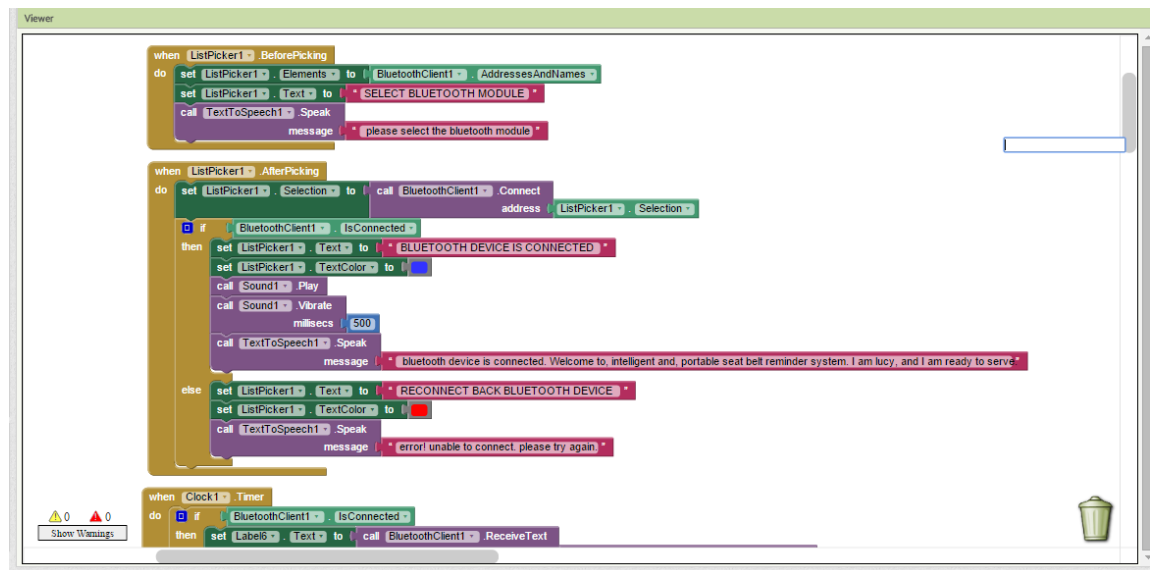 Viewer
when ListPicker1 .BeforePicking
do set ListPicker1 . Elements to BluetoothClient1 . AddressesAndNames
set ListPicker1 . Text to " SELECT BLUETOOTH MODULE "
call TextToSpeech1 .Speak
message " please select the bluetooth module "
when ListPicker1 .AfterPicking
do set ListPicker1 . Selection to call BluetoothClient1 .Connect
address ListPicker1 . Selection
if BluetoothClient1 . IsConnected
then set ListPicker1 . Text to " BLUETOOTH DEVICE IS CONNECTED "
set ListPicker1 . TextColor to
call Sound1 .Play
call Sound1 .Vibrate
millisecs 500
call TextToSpeech1 .Speak
message " bluetooth device is connected. Welcome to, intelligent and, portable seat belt reminder system. I am lucy, and I am ready to serve "
else set ListPicker1 . Text to " RECONNECT BACK BLUETOOTH DEVICE "
set ListPicker1 . TextColor to
call TextToSpeech1 .Speak
message " error! unable to connect. please try again. "
when Clock1 .Timer
do if BluetoothClient1 . IsConnected
then set Label6 . Text to call BluetoothClient1 .ReceiveText
0 0
Show Warnings